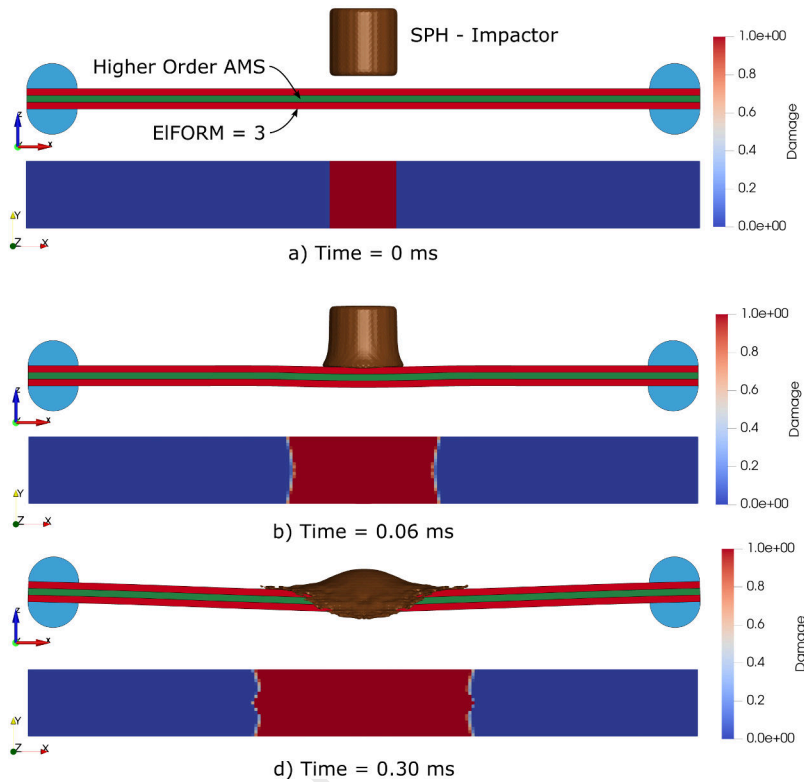 SPH - Impactor
Higher Order AMS
ElFORM = 3
Z
X
1.0e+00
0.8
0.6
0.4
0.2
0.0e+00
Damage
Y
Z
X
a) Time = 0 ms
Z
X
1.0e+00
0.8
0.6
0.4
0.2
0.0e+00
Damage
Y
Z
X
b) Time = 0.06 ms
Z
X
1.0e+00
0.8
0.6
0.4
0.2
0.0e+00
Damage
Y
Z
X
d) Time = 0.30 ms